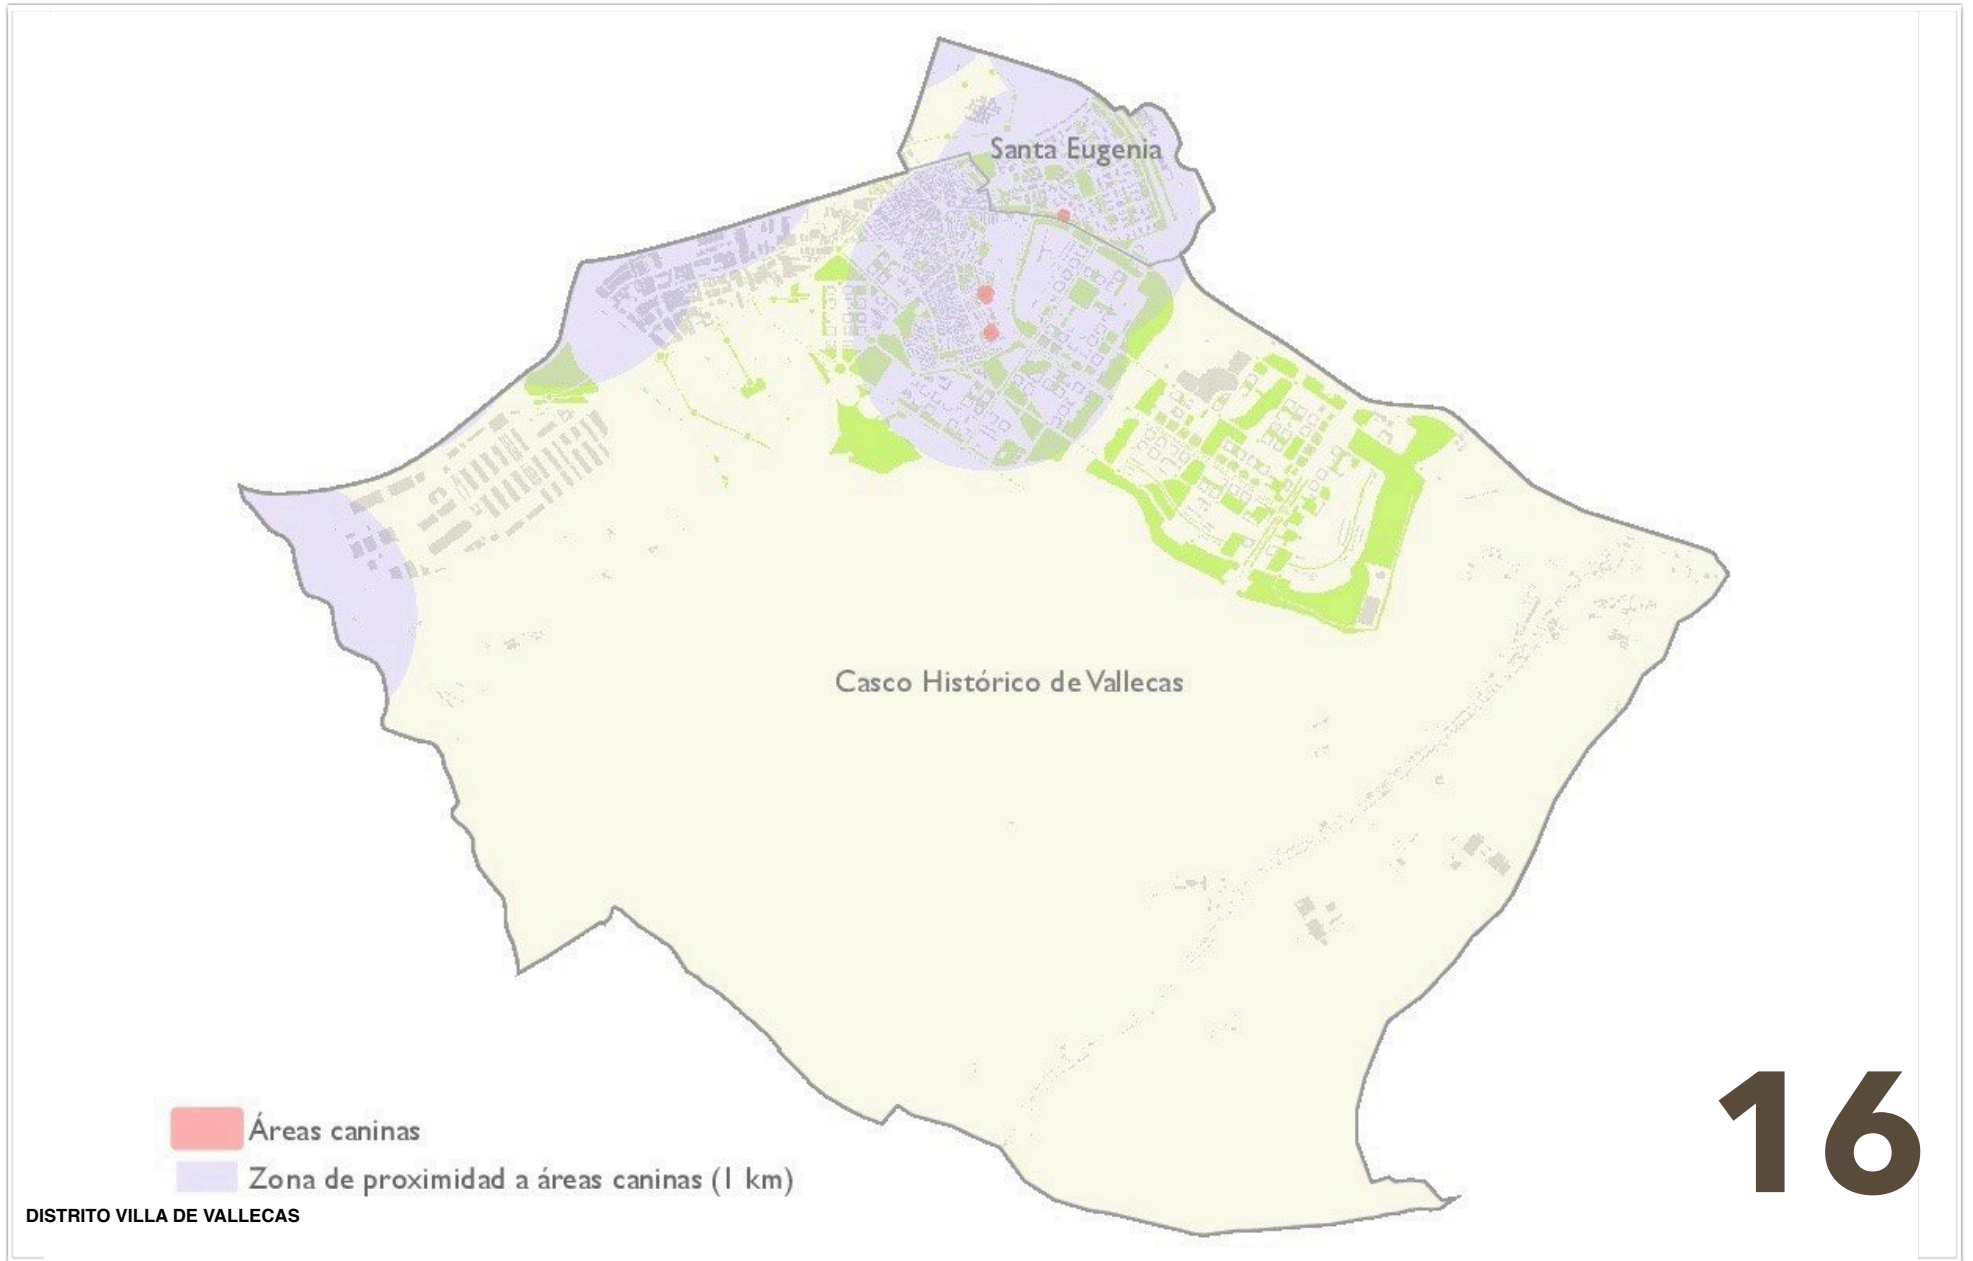 Santa Eugenia
Casco Histórico de Vallecas
Áreas caninas
Zona de proximidad a áreas caninas (1 km)
DISTRITO VILLA DE VALLECAS
16